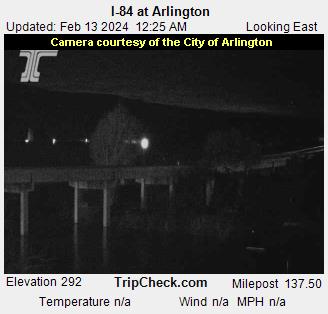 I-84 at Arlington
Updated: Feb 13 2024 12:25 AM Looking East
Camera courtesy of the City of Arlington
Elevation 292 TripCheck.com Milepost 137.50
Temperature n/a Wind n/a MPH n/a